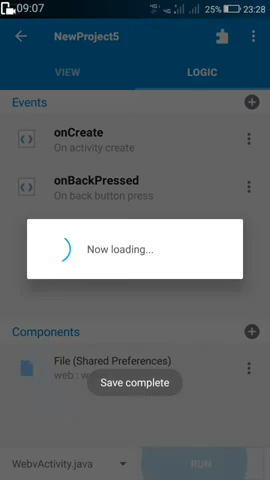 09:07
25% 23:28
NewProject5
VIEW LOGIC
Events
onCreate
On activity create
onBackPressed
On back button press
Now loading...
Components
File (Shared Preferences)
web : w
Save complete
WebvActivity.java RUN